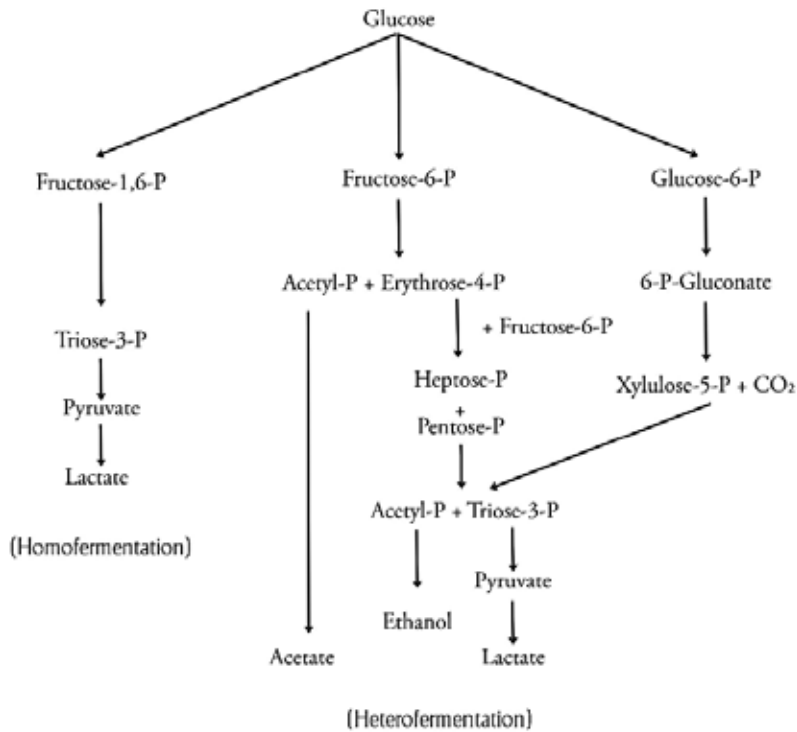 Glucose
Fructose-1,6-P
Fructose-6-P
Glucose-6-P
Acetyl-P + Erythrose-4-P
6-P-Gluconate
+ Fructose-6-P
Triose-3-P
Heptose-P
+
Pentose-P
Xylulose-5-P + CO₂
Pyruvate
Lactate
Acetyl-P + Triose-3-P
(Homofermentation)
Pyruvate
Ethanol
Acetate
Lactate
(Heterofermentation)